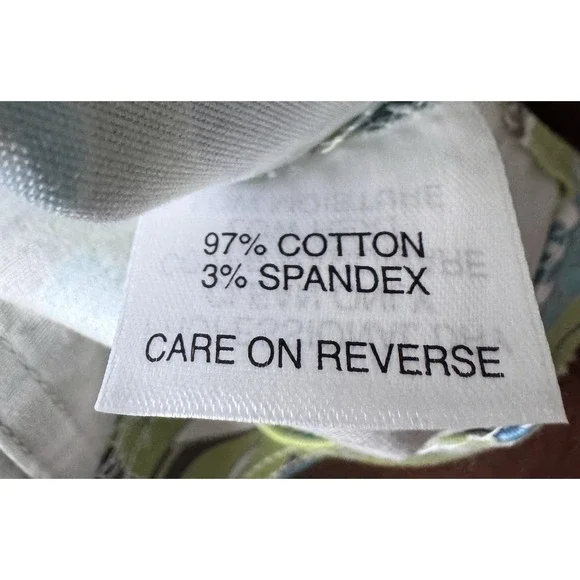 97% COTTON
3% SPANDEX
CARE ON REVERSE